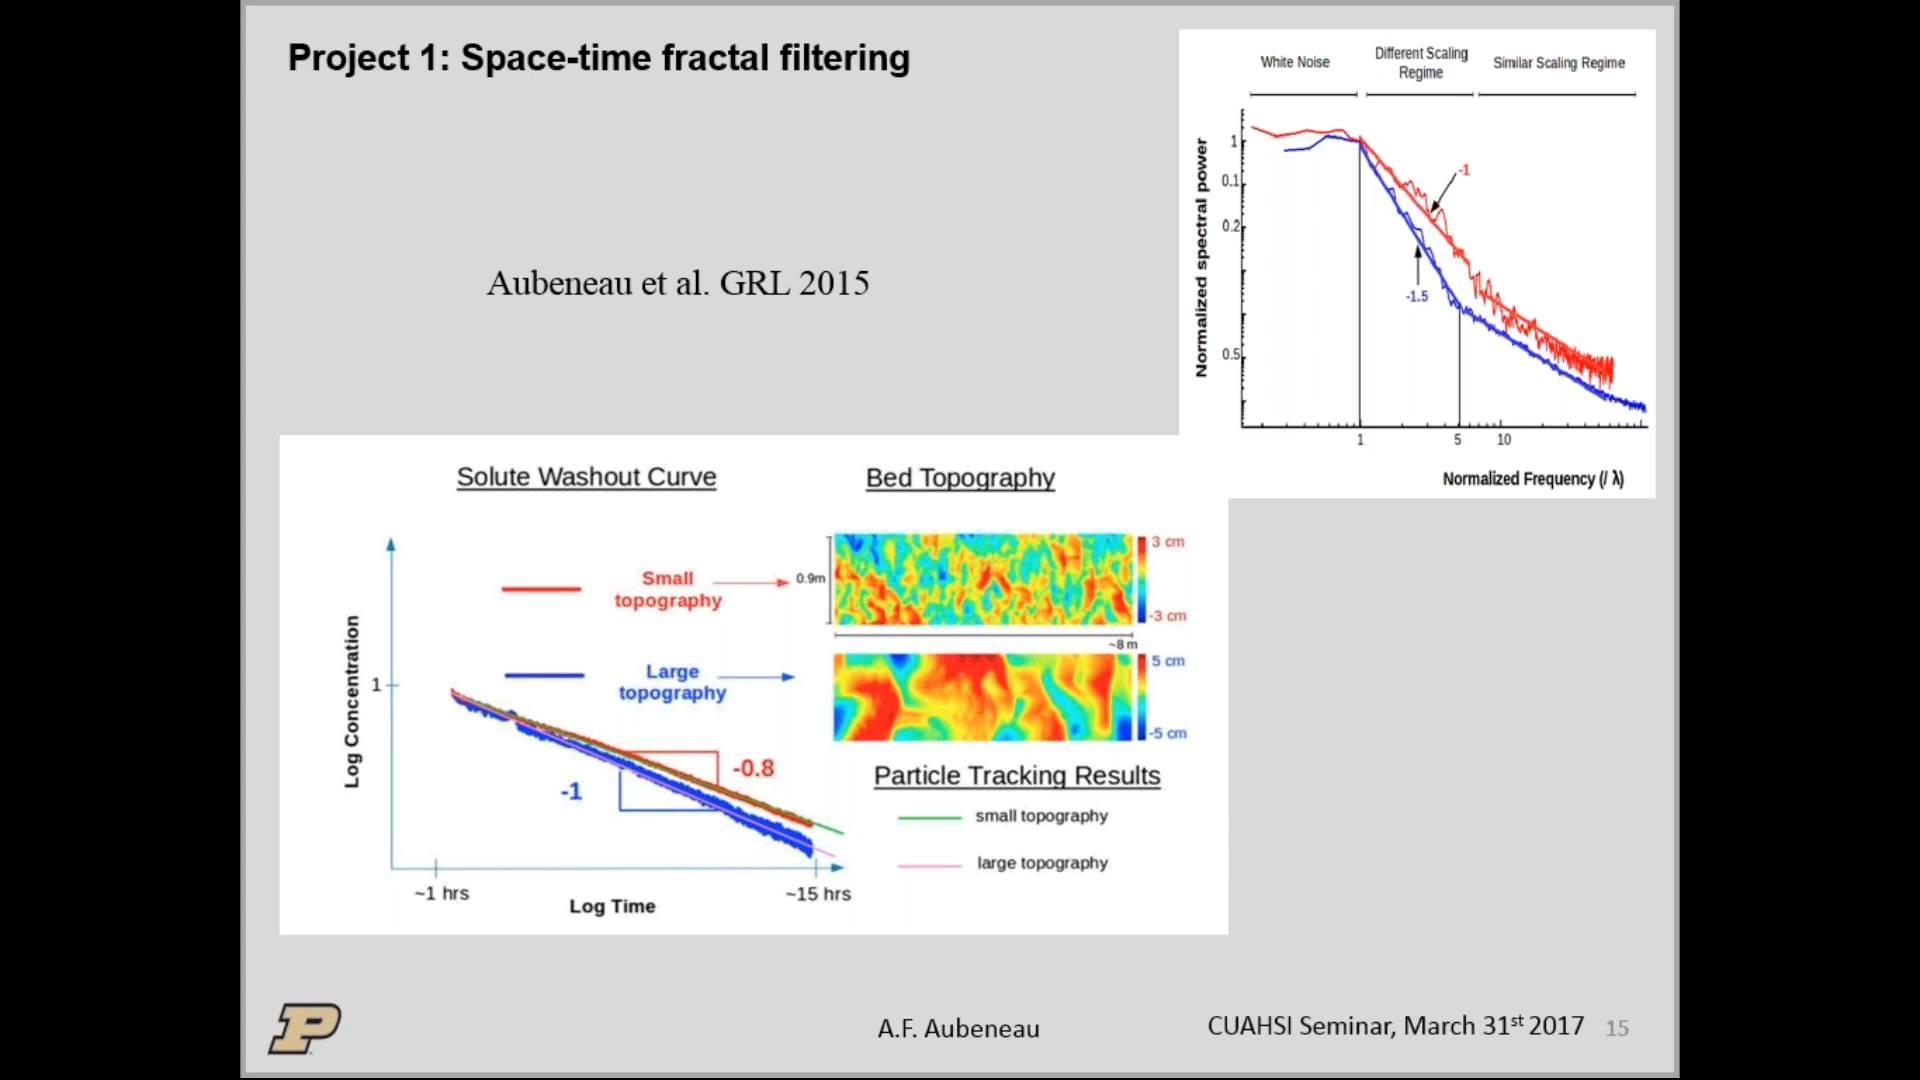 Project 1: Space-time fractal filtering
Aubeneau et al. GRL 2015
White Noise
Different Scaling
Regime
Similar Scaling Regime
Normalized spectral power
1
0.1
0.2
0.5
-1
-1.5
1
5
10
Normalized Frequency (/ λ)
Solute Washout Curve
Log Concentration
1
Small
topography
Large
topography
-0.8
-1
~1 hrs
~15 hrs
Log Time
Bed Topography
0.9m
3 cm
-3 cm
~8 m
5 cm
-5 cm
Particle Tracking Results
small topography
large topography
P
A.F. Aubeneau
CUAHSI Seminar, March 31st 2017
15